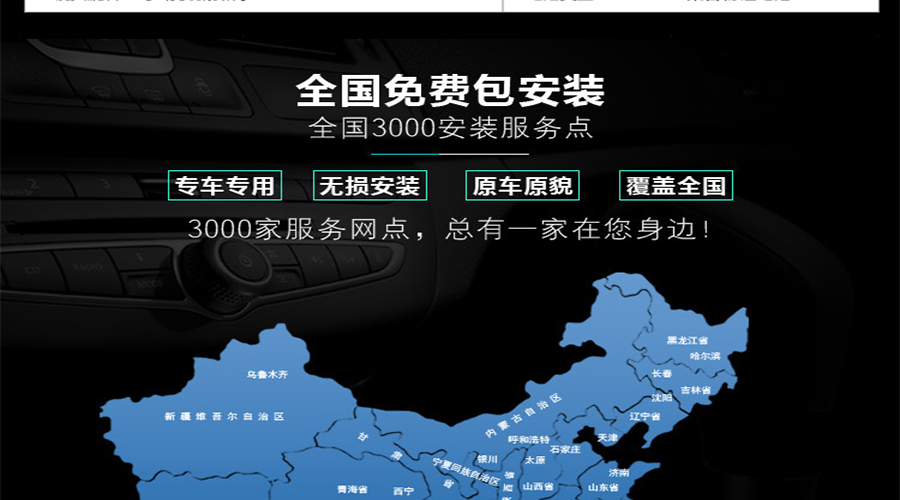 全国免费包安装
全国3000安装服务点
专车专用 无损安装 原车原貌 覆盖全国
3000家服务网点，总有一家在您身边！
黑龙江省
哈尔滨
乌鲁木齐
长春
吉林省
沈阳
新疆维吾尔自治区
内蒙古自治区
辽宁省
呼和浩特
天津
甘肃省
石家庄
宁夏回族自治区
银川
太原
济南
青海省
西宁
山西省
山东省